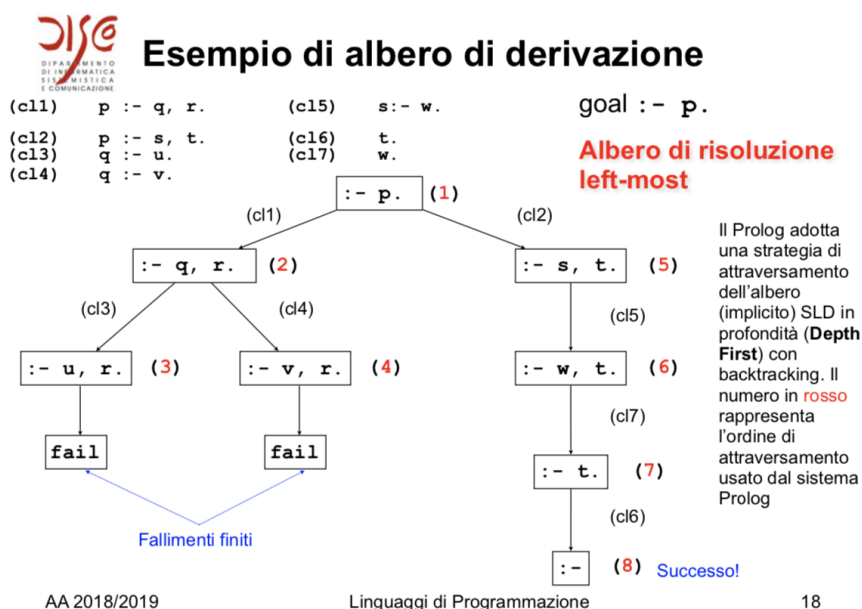 DISCO
DIPARTIMENTO
DI INFORMATICA
SISTEMISTICA
E COMUNICAZIONE
Esempio di albero di derivazione
(cl1) p :- q, r.
(cl2) p :- s, t.
(cl3) q :- u.
(cl4) q :- v.
(cl5) s:- w.
(cl6) t.
(cl7) w.
goal :- p.
Albero di risoluzione
left-most
:- p. (1)
(cl1) (cl2)
:- q, r. (2) :- s, t. (5)
(cl3) (cl4) (cl5)
:- u, r. (3) :- v, r. (4) :- w, t. (6)
(cl7)
fail fail :- t. (7)
(cl6)
Fallimenti finiti
:- (8) Successo!
Il Prolog adotta
una strategia di
attraversamento
dell'albero
(implicito) SLD in
profondità (Depth
First) con
backtracking. Il
numero in rosso
rappresenta
l'ordine di
attraversamento
usato dal sistema
Prolog
AA 2018/2019 Linguaggi di Programmazione 18